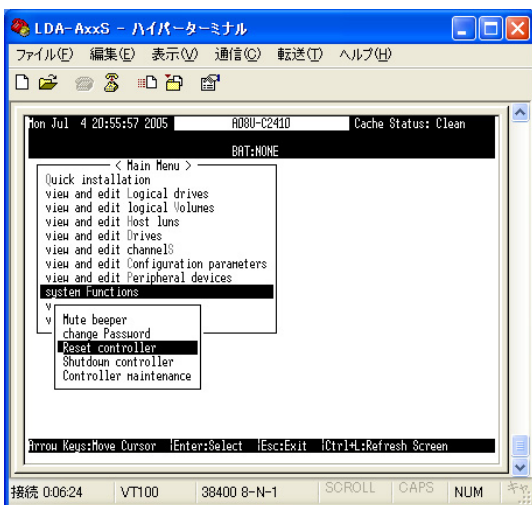 LDA-AxxS - ハイパーターミナル
ファイル(F) 編集(E) 表示(V) 通信(C) 転送(T) ヘルプ(H)
Mon Jul 4 20:55:57 2005 A08U-C2410 Cache Status: Clean
BAT:NONE
< Main Menu >
Quick installation
view and edit Logical drives
view and edit logical Volumes
view and edit Host luns
view and edit Drives
view and edit channelS
view and edit Configuration parameters
view and edit Peripheral devices
system Functions
v
v
Mute beeper
change Password
Reset controller
Shutdown controller
Controller maintenance
Arrow Keys:Move Cursor |Enter:Select |Esc:Exit |Ctrl+L:Refresh Screen
接続 0:06:24 VT100 38400 8-N-1 SCROLL CAPS NUM キャ